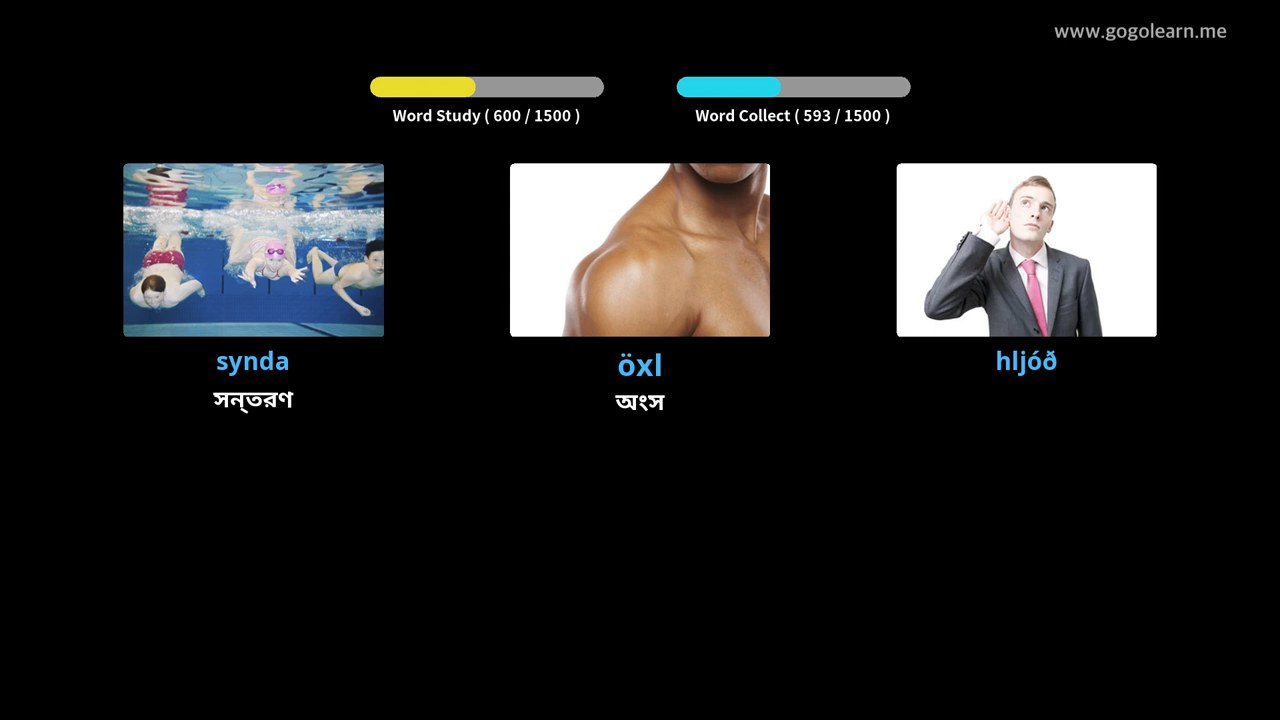 www.gogolearn.me
Word Study ( 600 / 1500 )
Word Collect ( 593 / 1500 )
synda
öxl
hljóð
সন্‌তরণ
অংস